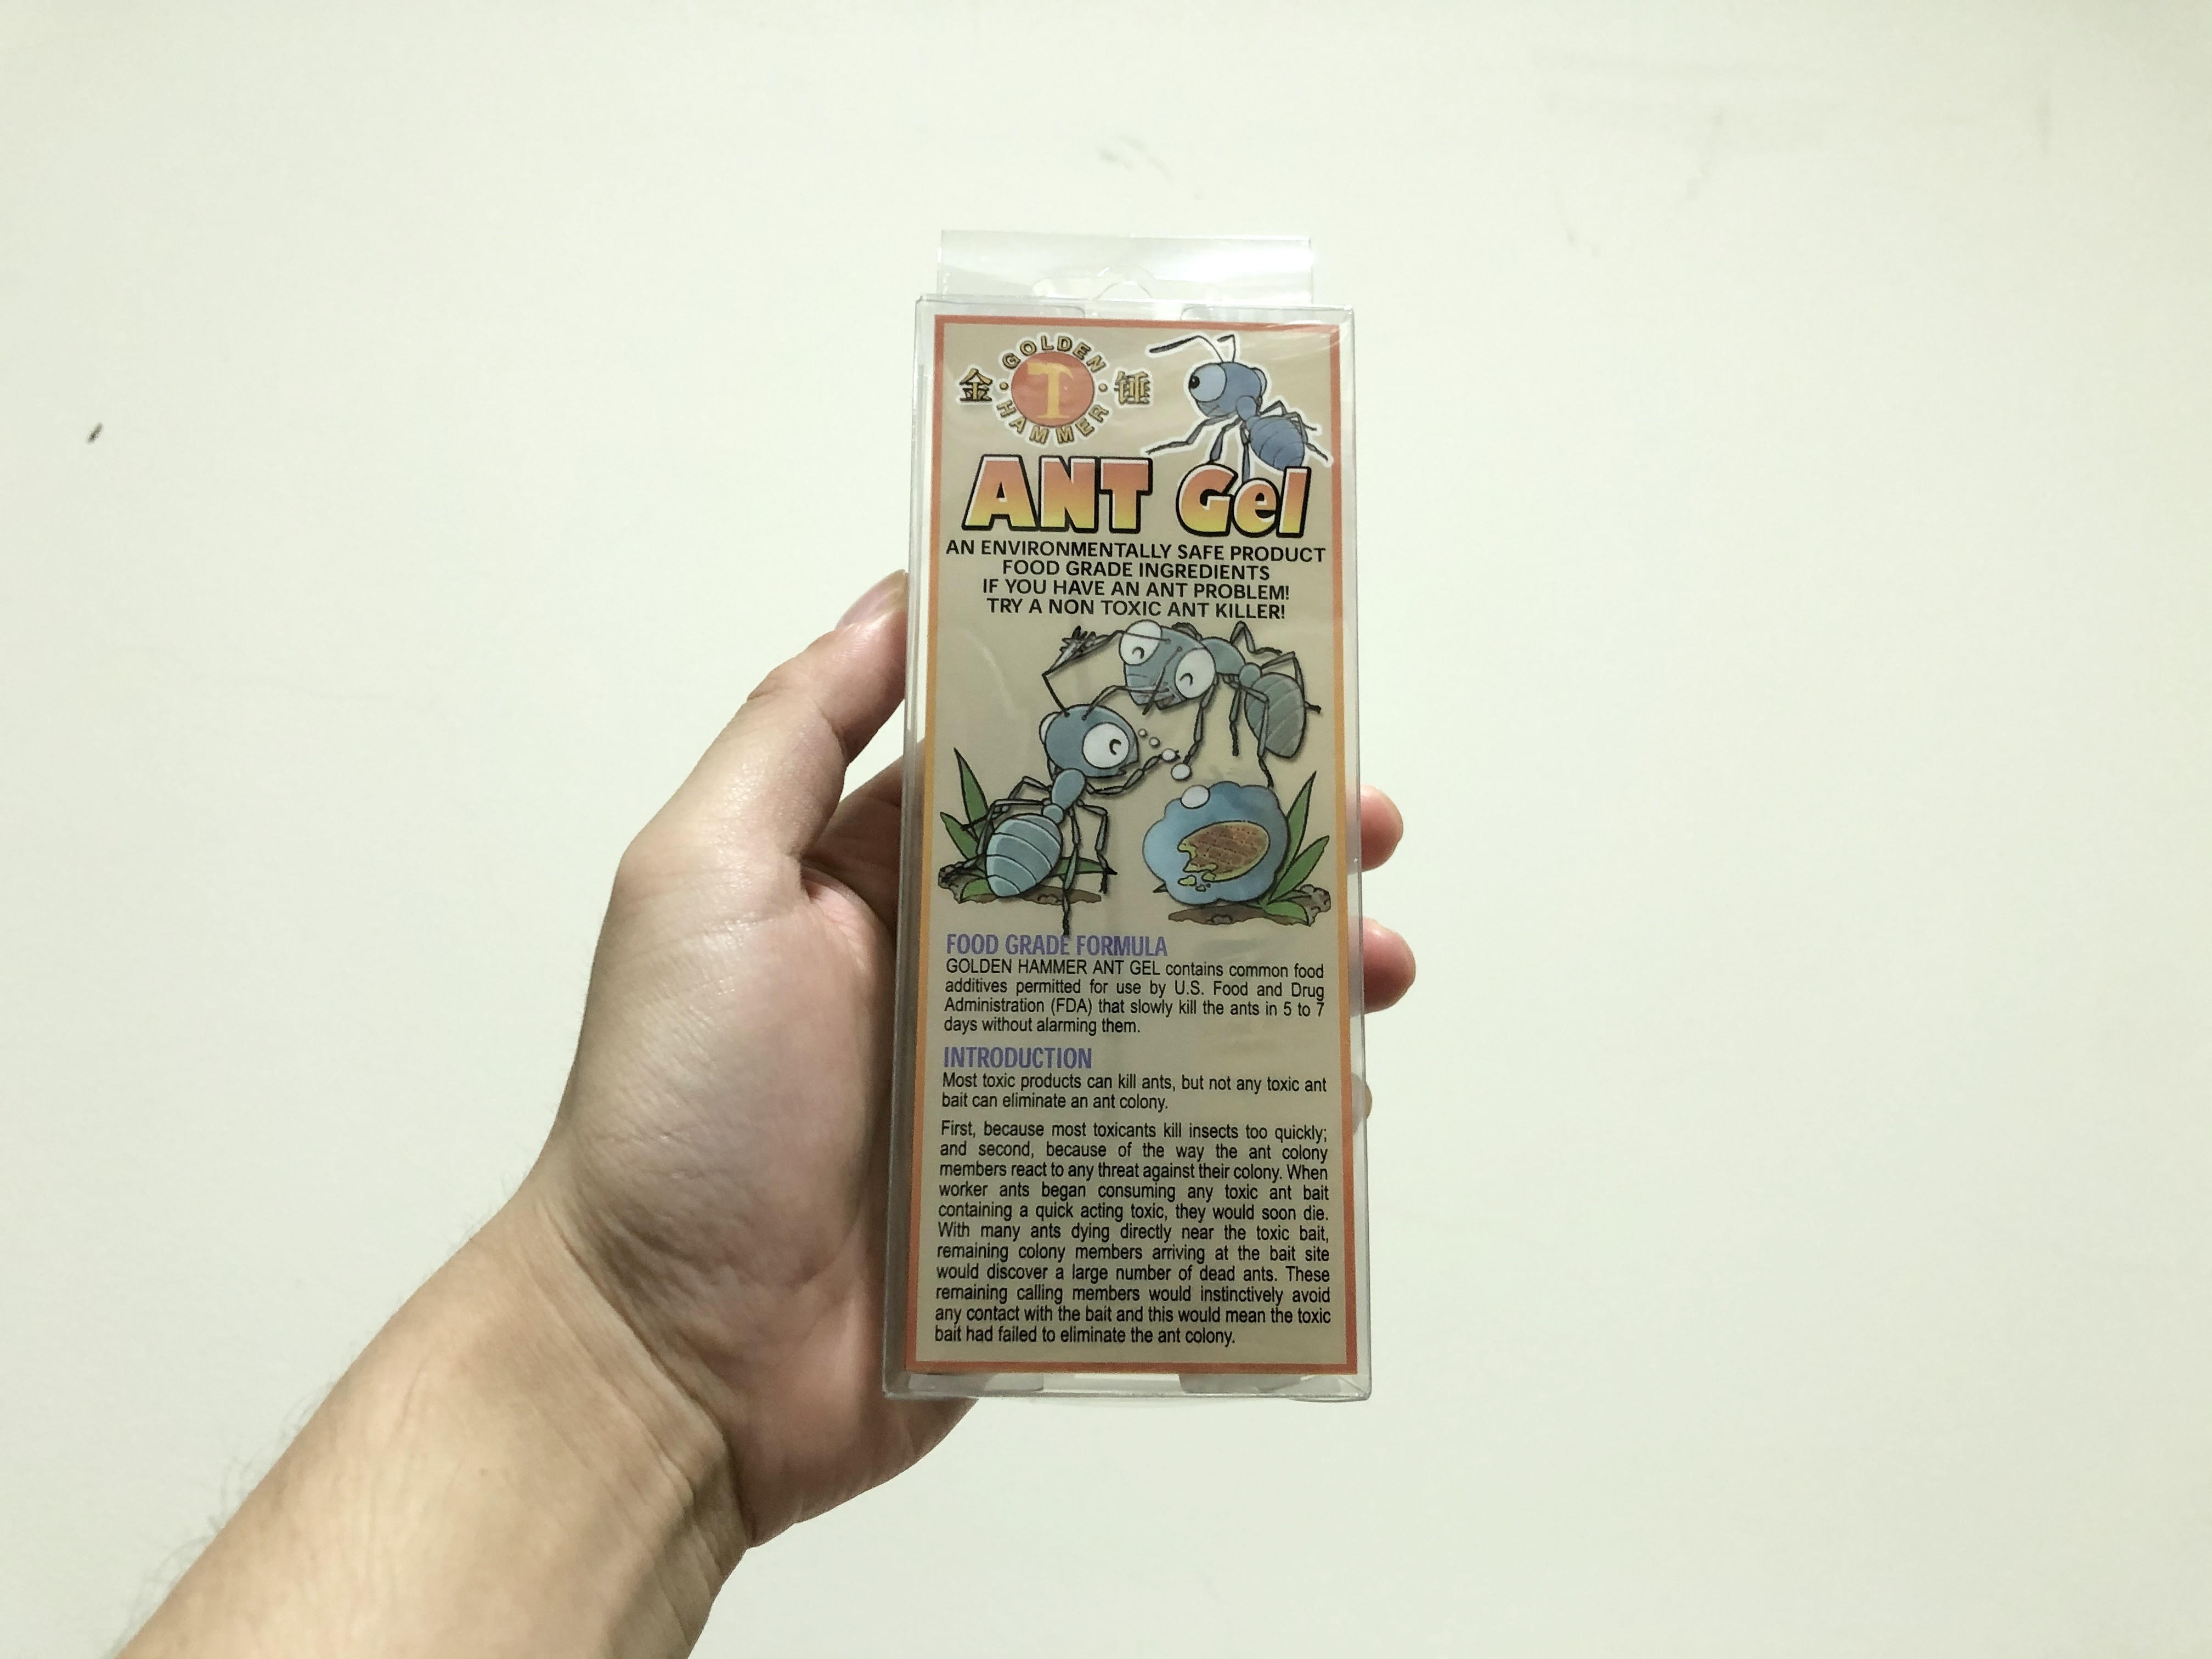 GOLDEN
金 T 锤
HAMMER
ANT Gel
AN ENVIRONMENTALLY SAFE PRODUCT
FOOD GRADE INGREDIENTS
IF YOU HAVE AN ANT PROBLEM!
TRY A NON TOXIC ANT KILLER!
FOOD GRADE FORMULA
GOLDEN HAMMER ANT GEL contains common food
additives permitted for use by U.S. Food and Drug
Administration (FDA) that slowly kill the ants in 5 to 7
days without alarming them.
INTRODUCTION
Most toxic products can kill ants, but not any toxic ant
bait can eliminate an ant colony.
First, because most toxicants kill insects too quickly;
and second, because of the way the ant colony
members react to any threat against their colony. When
worker ants began consuming any toxic ant bait
containing a quick acting toxic, they would soon die.
With many ants dying directly near the toxic bait,
remaining colony members arriving at the bait site
would discover a large number of dead ants. These
remaining calling members would instinctively avoid
any contact with the bait and this would mean the toxic
bait had failed to eliminate the ant colony.